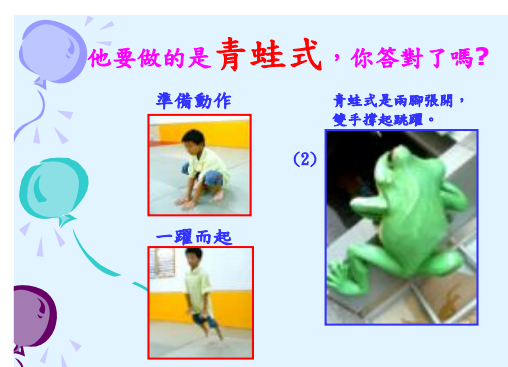 他要做的是青蛙式，你答對了嗎?
準備動作
一躍而起
青蛙式是兩腳張開，
雙手撐起跳躍。
(2)